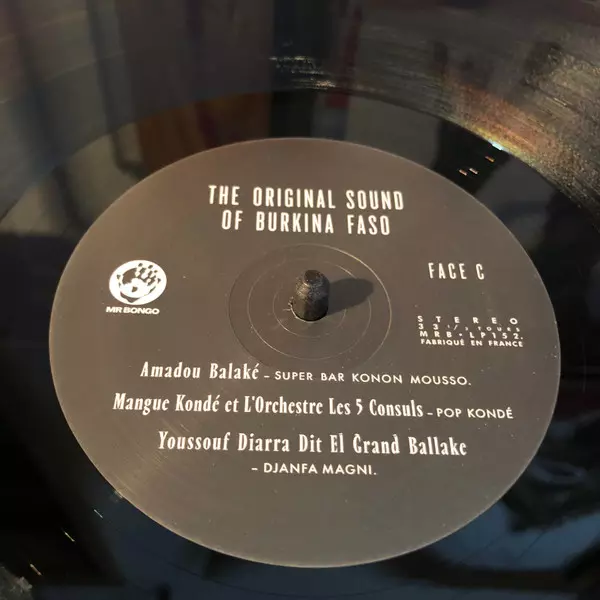 THE ORIGINAL SOUND
OF BURKINA FASO
FACE C
MR BONGO
STEREO
33 1/3 TOURS
MRB•LP152.
FABRIQUÉ EN FRANCE
Amadou Balaké – SUPER BAR KONON MOUSSO.
Mangue Kondé et L'Orchestre Les 5 Consuls – POP KONDÉ
Youssouf Diarra Dit El Grand Ballake
– DJANFA MAGNI.